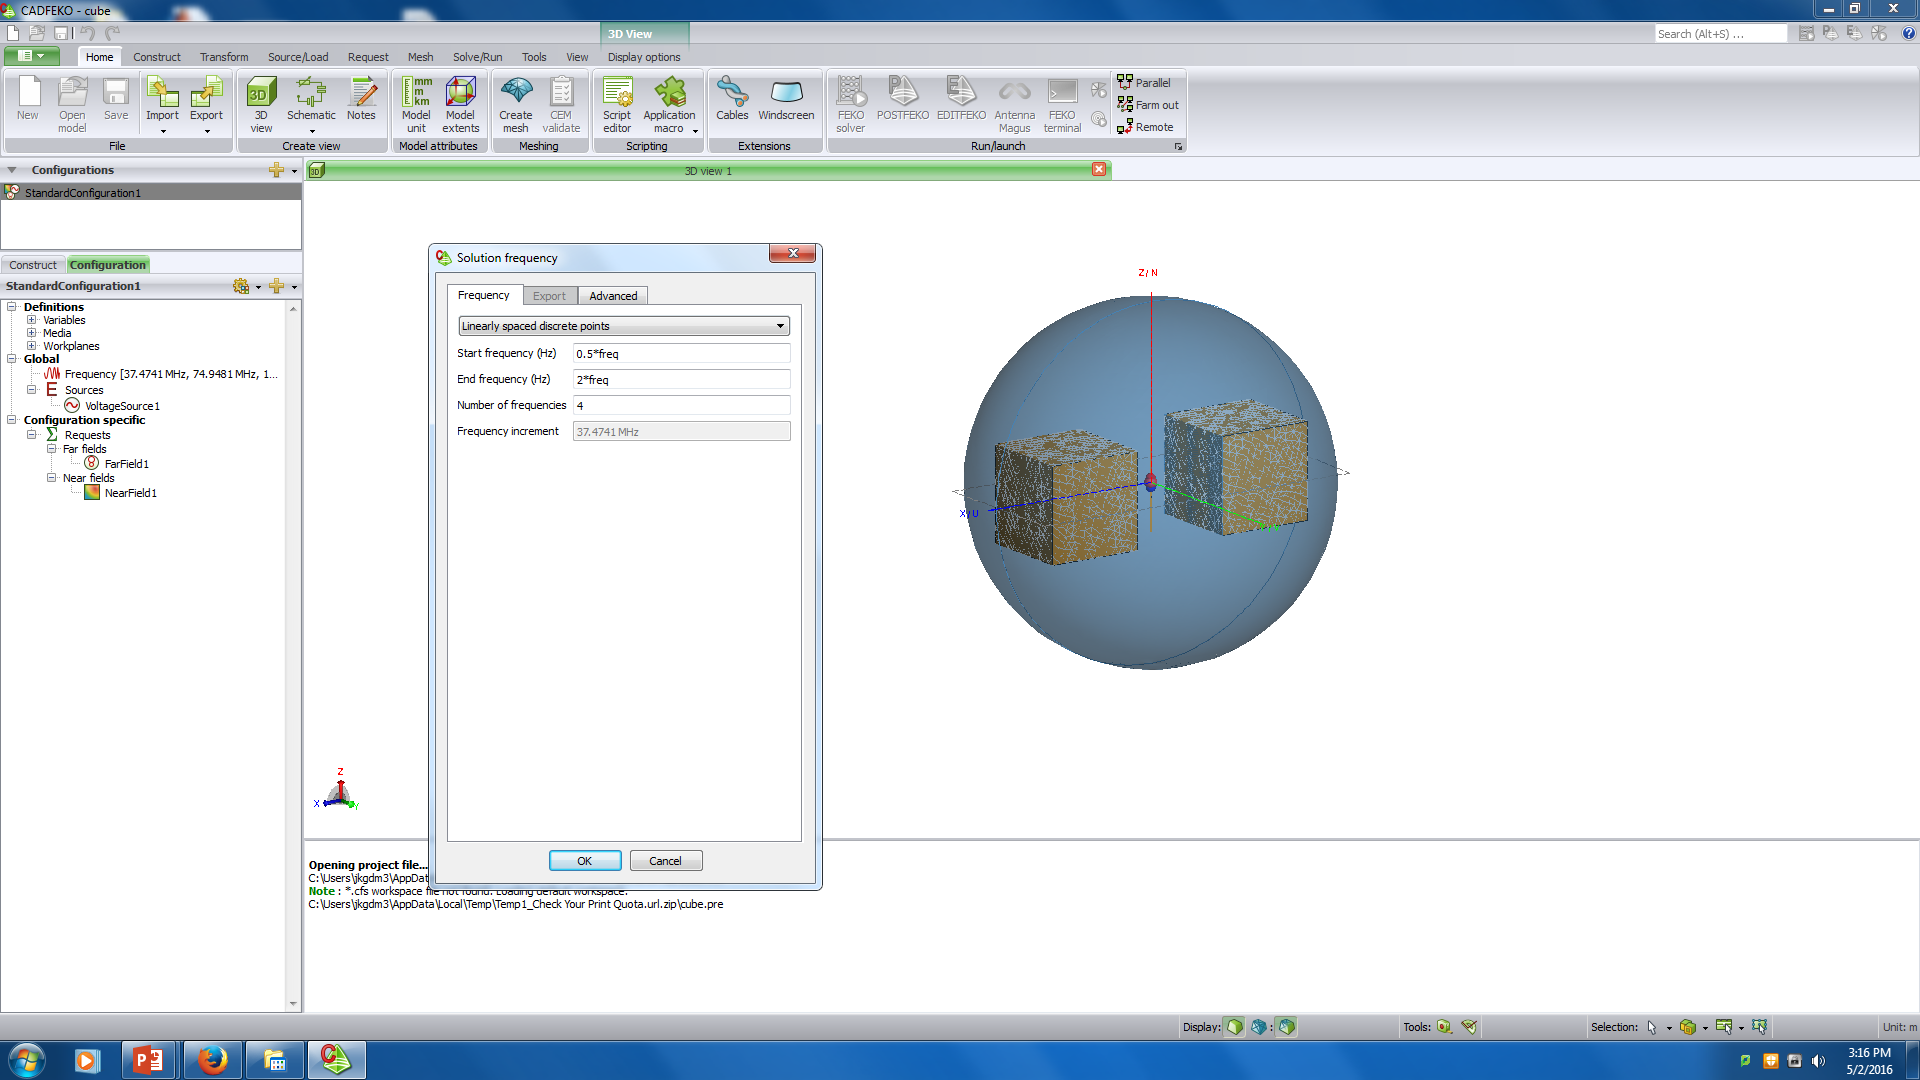 CADFEKO - cube
3D View
Search (Alt+S) ...
Home Construct Transform Source/Load Request Mesh Solve/Run Tools View Display options
New Open model Save Import Export
File
3D view Schematic Notes
Create view
Model unit Model extents
Model attributes
Create mesh CEM validate
Meshing
Script editor Application macro
Scripting
Cables Windscreen
Extensions
FEKO solver POSTFEKO EDITFEKO Antenna Magus FEKO terminal
Parallel
Farm out
Remote
Run/launch
Configurations
StandardConfiguration1
3D view 1
Construct Configuration
StandardConfiguration1
Definitions
Variables
Media
Workplanes
Global
Frequency [37.4741 MHz, 74.9481 MHz, 1...
Sources
VoltageSource1
Configuration specific
Requests
Far fields
FarField1
Near fields
NearField1
Solution frequency
Frequency Export Advanced
Linearly spaced discrete points
Start frequency (Hz) 0.5*freq
End frequency (Hz) 2*freq
Number of frequencies 4
Frequency increment 37.4741 MHz
OK Cancel
Z/N
X/U
Z
X
Y
Opening project file...
C:\Users\jkgdm3\AppDat
Note : *.cfs workspace file not found. Loading default workspace.
C:\Users\jkgdm3\AppData\Local\Temp\Temp1_Check Your Print Quota.url.zip\cube.pre
Display: Tools: Selection: Unit: m
3:16 PM
5/2/2016